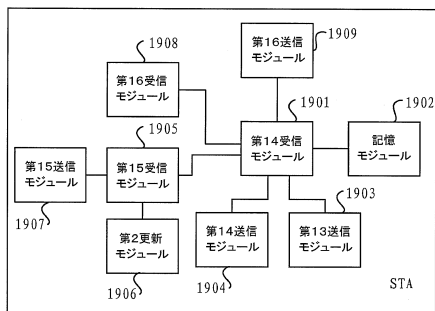 1908
第16受信
モジュール
第16送信
モジュール
1909
1901
1902
1905
第14受信
モジュール
記憶
モジュール
第15送信
モジュール
第15受信
モジュール
1907
1903
第2更新
モジュール
第14送信
モジュール
第13送信
モジュール
1906
1904
STA